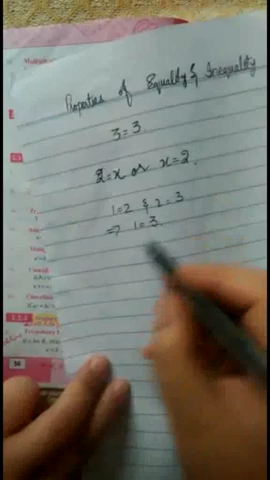 Properties of Equality & Inequality
3 = 3.
2 = x or x = 2.
1 = 2 & 2 = 3
⇒ 1 = 3